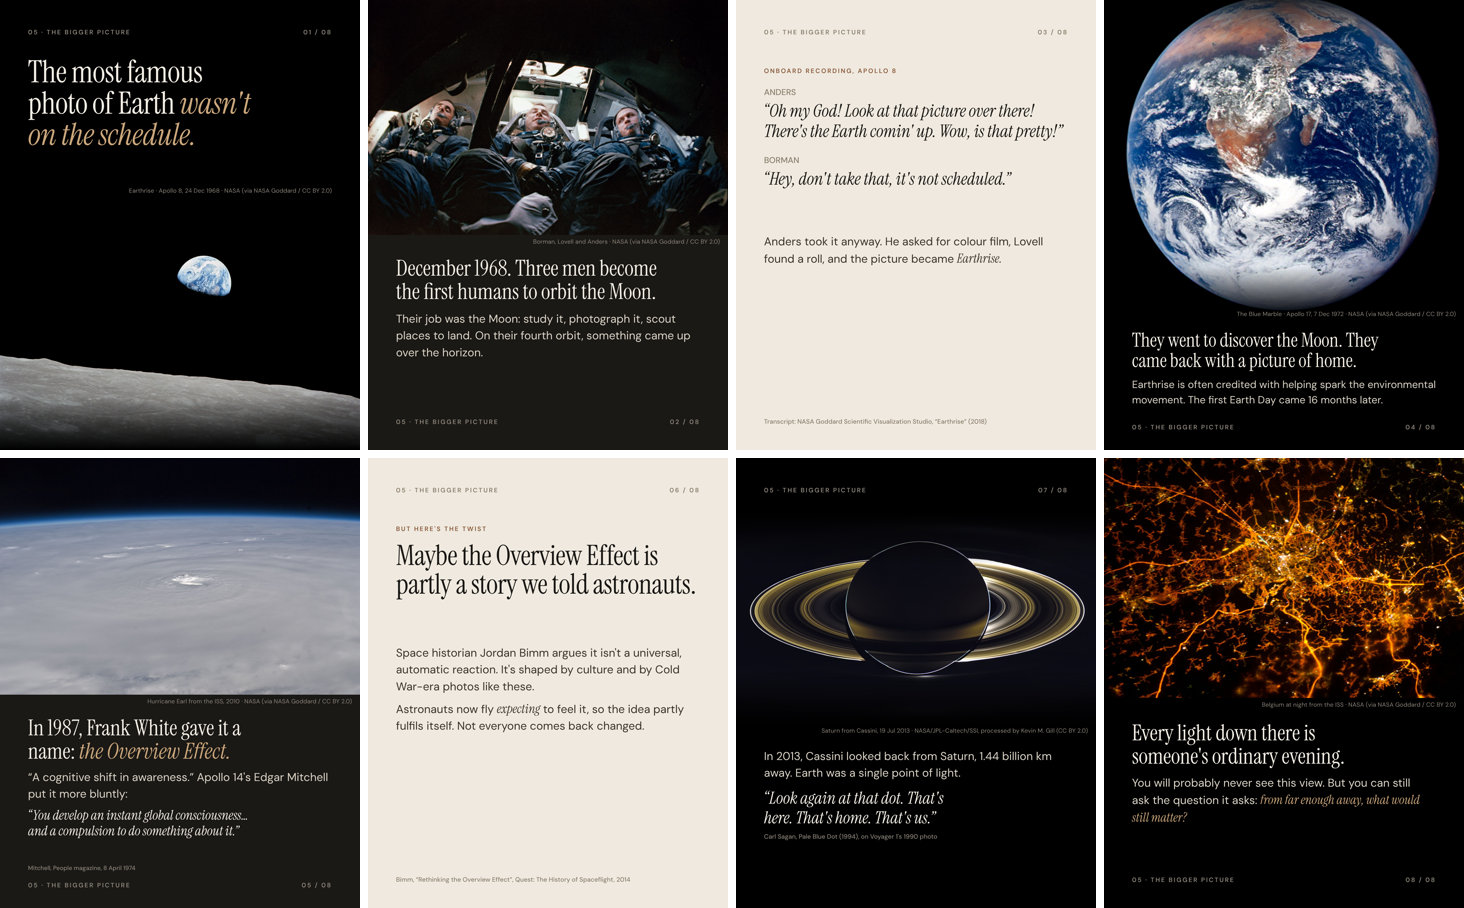 05 · THE BIGGER PICTURE
01 / 08
The most famous
photo of Earth wasn't
on the schedule.
Earthrise · Apollo 8, 24 Dec 1968 · NASA (via NASA Goddard / CC BY 2.0)
Borman, Lovell and Anders · NASA (via NASA Goddard / CC BY 2.0)
December 1968. Three men become
the first humans to orbit the Moon.
Their job was the Moon: study it, photograph it, scout
places to land. On their fourth orbit, something came up
over the horizon.
05 · THE BIGGER PICTURE
02 / 08
05 · THE BIGGER PICTURE
03 / 08
ONBOARD RECORDING, APOLLO 8
ANDERS
“Oh my God! Look at that picture over there!
There's the Earth comin' up. Wow, is that pretty!”
BORMAN
“Hey, don't take that, it's not scheduled.”
Anders took it anyway. He asked for colour film, Lovell
found a roll, and the picture became Earthrise.
Transcript: NASA Goddard Scientific Visualization Studio, “Earthrise” (2018)
The Blue Marble · Apollo 17, 7 Dec 1972 · NASA (via NASA Goddard / CC BY 2.0)
They went to discover the Moon. They
came back with a picture of home.
Earthrise is often credited with helping spark the environmental
movement. The first Earth Day came 16 months later.
05 · THE BIGGER PICTURE
04 / 08
Hurricane Earl from the ISS, 2010 · NASA (via NASA Goddard / CC BY 2.0)
In 1987, Frank White gave it a
name: the Overview Effect.
“A cognitive shift in awareness.” Apollo 14's Edgar Mitchell
put it more bluntly:
“You develop an instant global consciousness...
and a compulsion to do something about it.”
Mitchell, People magazine, 8 April 1974
05 · THE BIGGER PICTURE
05 / 08
05 · THE BIGGER PICTURE
06 / 08
BUT HERE'S THE TWIST
Maybe the Overview Effect is
partly a story we told astronauts.
Space historian Jordan Bimm argues it isn't a universal,
automatic reaction. It's shaped by culture and by Cold
War-era photos like these.
Astronauts now fly expecting to feel it, so the idea partly
fulfils itself. Not everyone comes back changed.
Bimm, “Rethinking the Overview Effect”, Quest: The History of Spaceflight, 2014
05 · THE BIGGER PICTURE
07 / 08
Saturn from Cassini, 19 Jul 2013 · NASA/JPL-Caltech/SSI, processed by Kevin M. Gill (CC BY 2.0)
In 2013, Cassini looked back from Saturn, 1.44 billion km
away. Earth was a single point of light.
“Look again at that dot. That's
here. That's home. That's us.”
Carl Sagan, Pale Blue Dot (1994), on Voyager 1's 1990 photo
Belgium at night from the ISS · NASA (via NASA Goddard / CC BY 2.0)
Every light down there is
someone's ordinary evening.
You will probably never see this view. But you can still
ask the question it asks: from far enough away, what would
still matter?
05 · THE BIGGER PICTURE
08 / 08